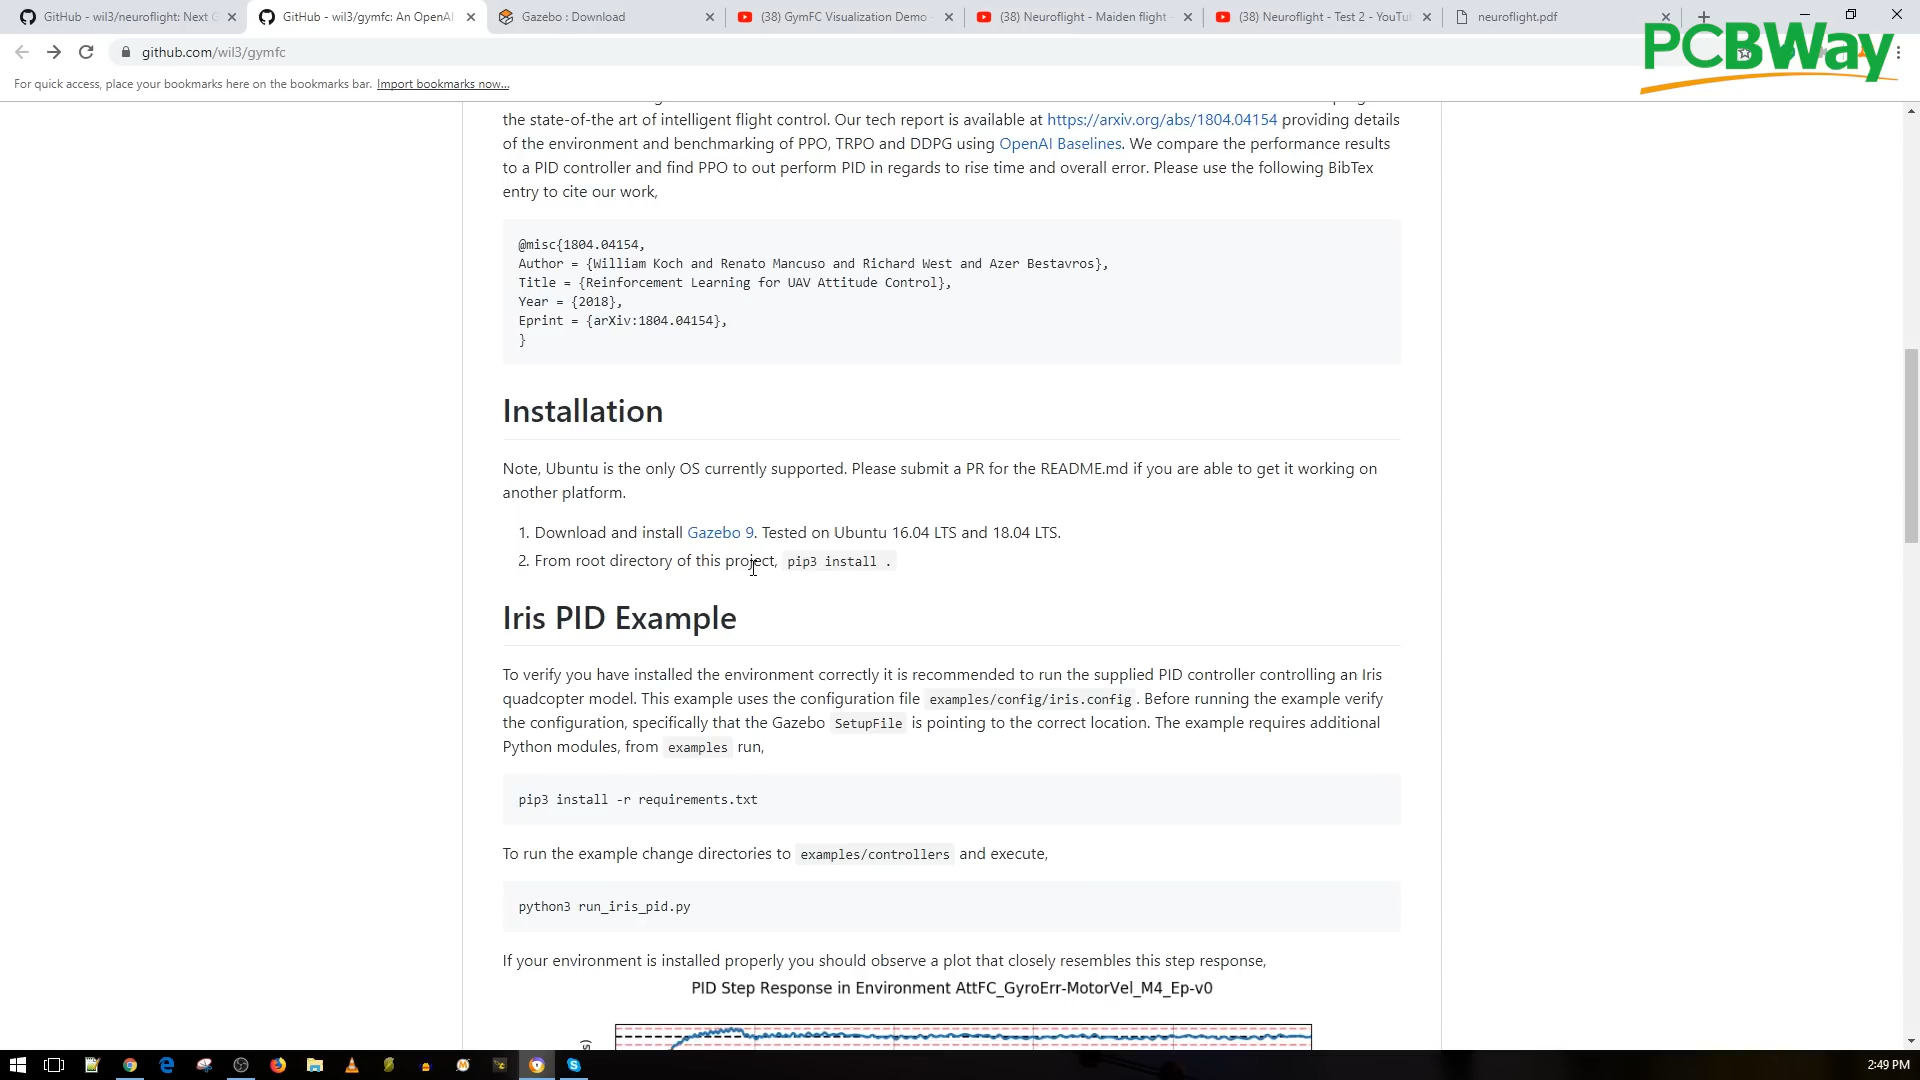 GitHub - wil3/neuroflight: Next G
GitHub - wil3/gymfc: An OpenAI
Gazebo : Download
(38) GymFC Visualization Demo
(38) Neuroflight - Maiden flight
(38) Neuroflight - Test 2 - YouTu
neuroflight.pdf
github.com/wil3/gymfc
PCBWay
For quick access, place your bookmarks here on the bookmarks bar. Import bookmarks now...
the state-of-the art of intelligent flight control. Our tech report is available at https://arxiv.org/abs/1804.04154 providing details
of the environment and benchmarking of PPO, TRPO and DDPG using OpenAI Baselines. We compare the performance results
to a PID controller and find PPO to out perform PID in regards to rise time and overall error. Please use the following BibTex
entry to cite our work,
@misc{1804.04154,
Author = {William Koch and Renato Mancuso and Richard West and Azer Bestavros},
Title = {Reinforcement Learning for UAV Attitude Control},
Year = {2018},
Eprint = {arXiv:1804.04154},
}
Installation
Note, Ubuntu is the only OS currently supported. Please submit a PR for the README.md if you are able to get it working on
another platform.
1. Download and install Gazebo 9. Tested on Ubuntu 16.04 LTS and 18.04 LTS.
2. From root directory of this project, pip3 install .
Iris PID Example
To verify you have installed the environment correctly it is recommended to run the supplied PID controller controlling an Iris
quadcopter model. This example uses the configuration file examples/config/iris.config . Before running the example verify
the configuration, specifically that the Gazebo SetupFile is pointing to the correct location. The example requires additional
Python modules, from examples run,
pip3 install -r requirements.txt
To run the example change directories to examples/controllers and execute,
python3 run_iris_pid.py
If your environment is installed properly you should observe a plot that closely resembles this step response,
PID Step Response in Environment AttFC_GyroErr-MotorVel_M4_Ep-v0
2:49 PM